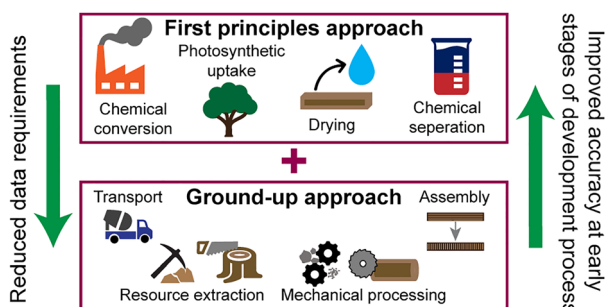 First principles approach
Photosynthetic
uptake
Chemical
conversion
Drying
Chemical
seperation
+
Ground-up approach
Transport
Assembly
Resource extraction
Mechanical processing
Reduced data requirements
Improved accuracy at early
stages of development process